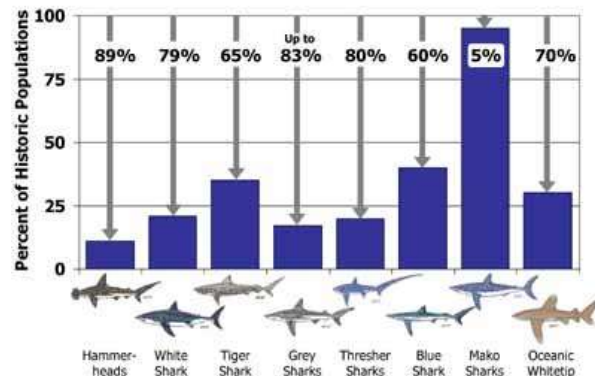 Percent of Historic Populations
100
75
50
25
0
89%
79%
65%
Up to
83%
80%
60%
5%
70%
Hammer-
heads
White
Shark
Tiger
Shark
Grey
Sharks
Thresher
Sharks
Blue
Shark
Mako
Sharks
Oceanic
Whitetip